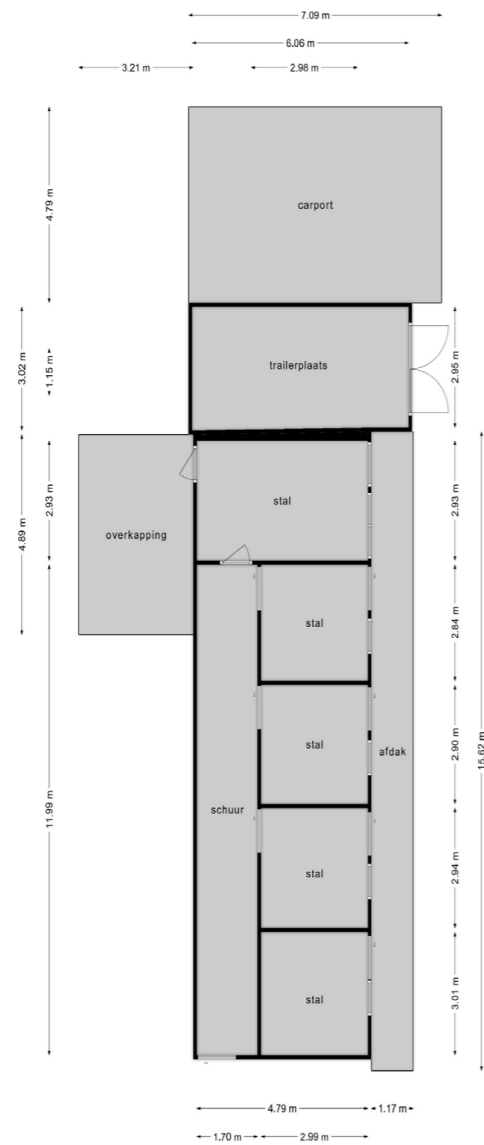 7.09 m
6.06 m
3.21 m
2.98 m
4.79 m
carport
3.02 m
1.15 m
trailerplaats
2.95 m
4.89 m
2.93 m
overkapping
stal
2.93 m
stal
2.84 m
11.99 m
schuur
stal
afdak
2.90 m
15.62 m
stal
2.94 m
stal
3.01 m
4.79 m
1.17 m
1.70 m
2.99 m